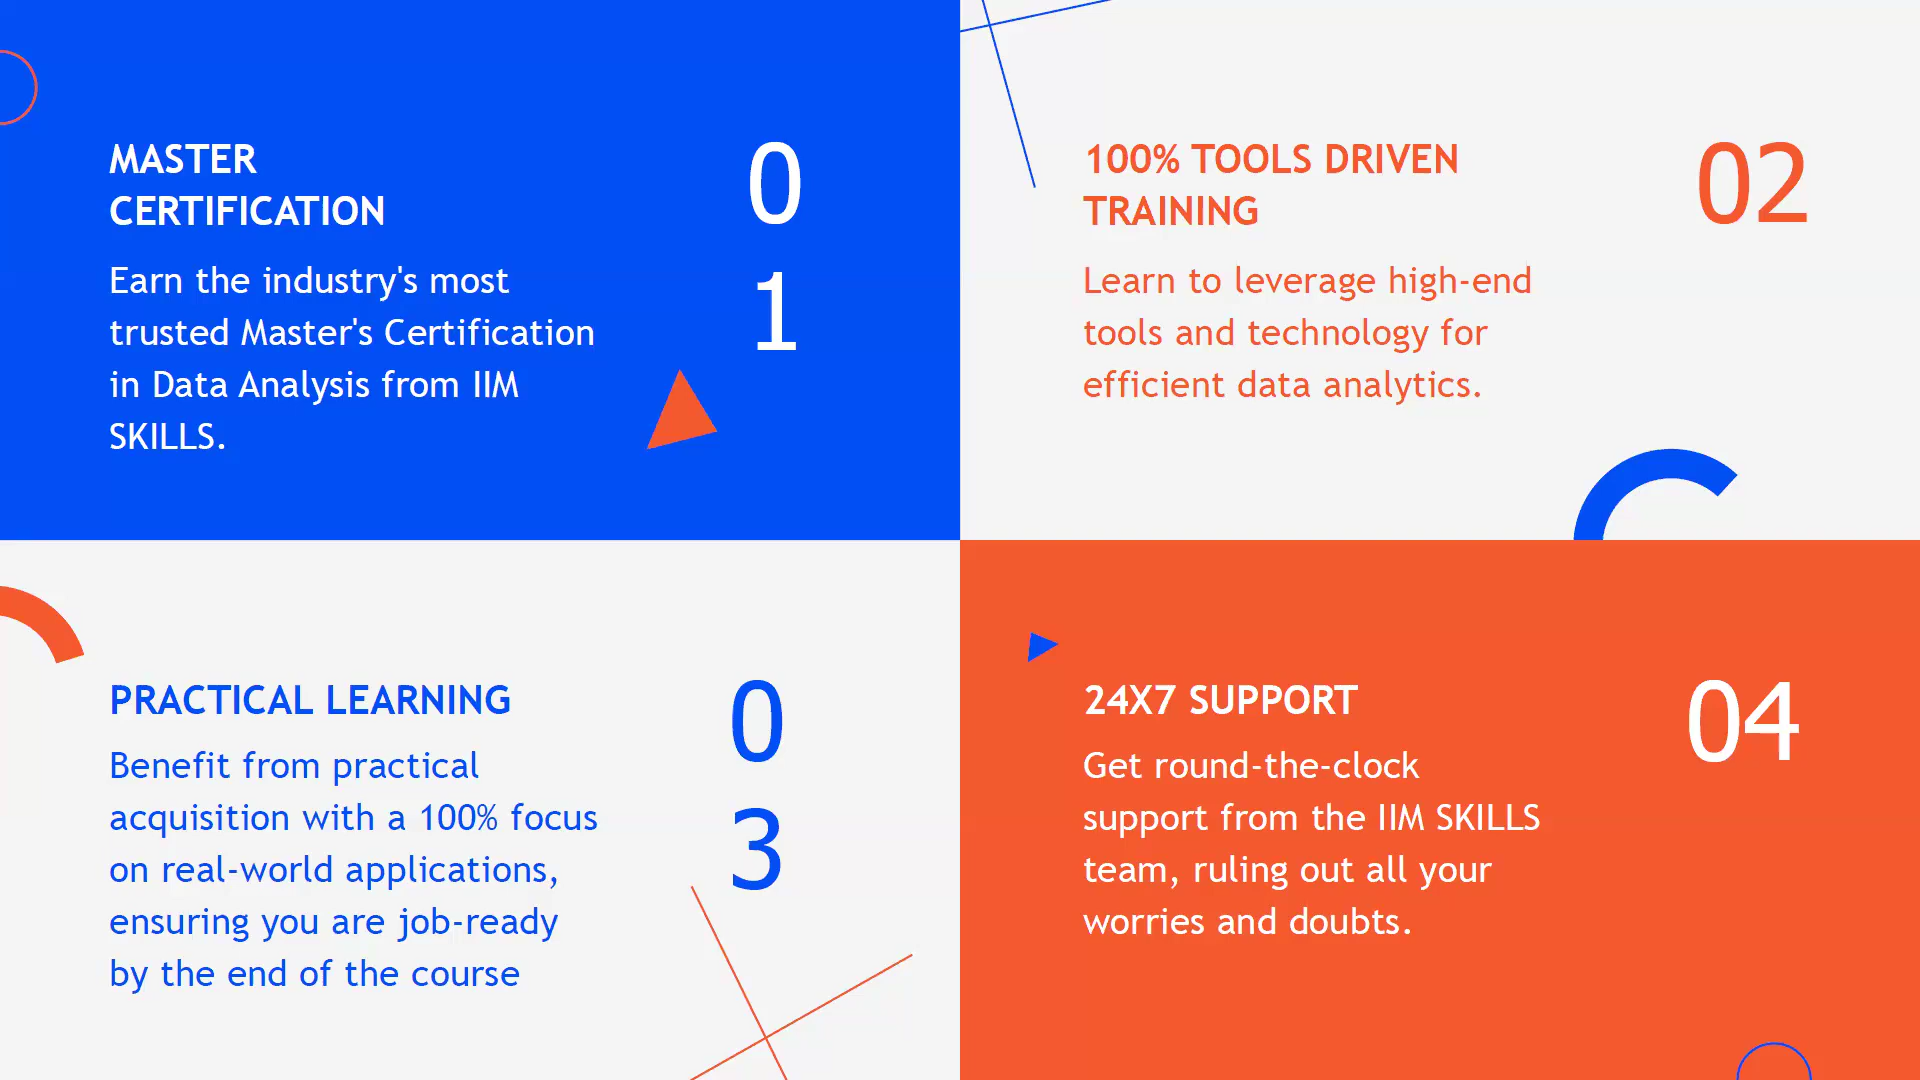 MASTER
CERTIFICATION
Earn the industry's most
trusted Master's Certification
in Data Analysis from IIM
SKILLS.
0
1
100% TOOLS DRIVEN
TRAINING
Learn to leverage high-end
tools and technology for
efficient data analytics.
02
PRACTICAL LEARNING
Benefit from practical
acquisition with a 100% focus
on real-world applications,
ensuring you are job-ready
by the end of the course
0
3
24X7 SUPPORT
Get round-the-clock
support from the IIM SKILLS
team, ruling out all your
worries and doubts.
04